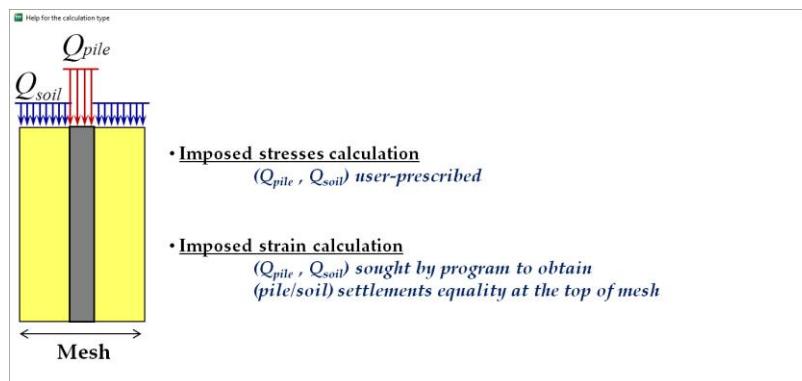 Help for the calculation type
Qpile
Qsoil
• Imposed stresses calculation
(Qpile , Qsoil) user-prescribed
• Imposed strain calculation
(Qpile , Qsoil) sought by program to obtain
(pile/soil) settlements equality at the top of mesh
Mesh